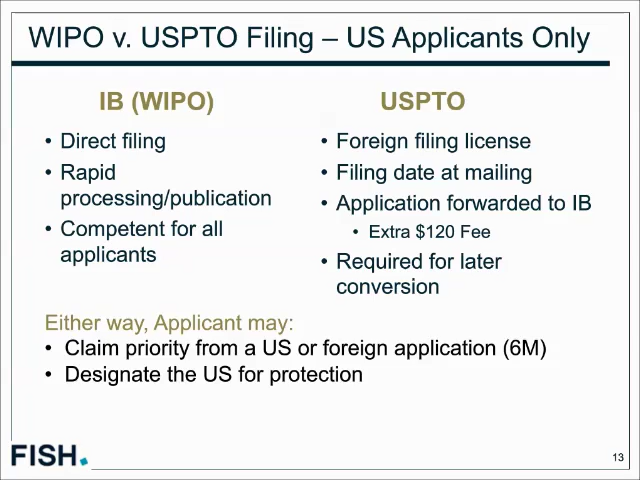 WIPO v. USPTO Filing – US Applicants Only
IB (WIPO)
• Direct filing
• Rapid
processing/publication
• Competent for all
applicants
USPTO
• Foreign filing license
• Filing date at mailing
• Application forwarded to IB
• Extra $120 Fee
• Required for later
conversion
Either way, Applicant may:
• Claim priority from a US or foreign application (6M)
• Designate the US for protection
FISH.
13